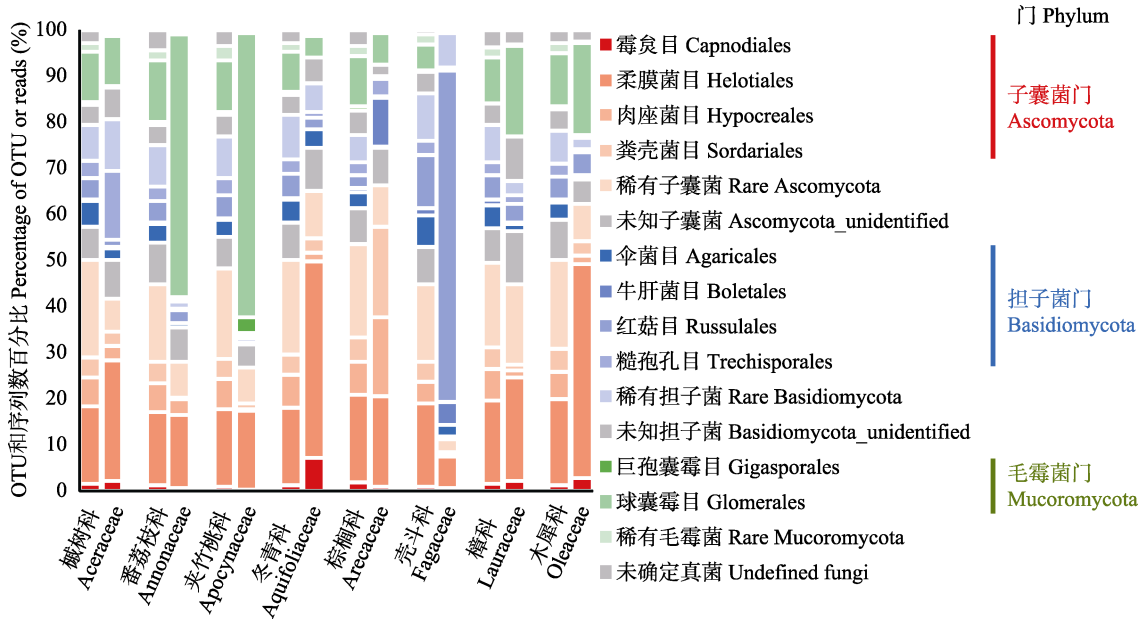 OTU和序列数百分比 Percentage of OTU or reads (%)
100
90
80
70
60
50
40
30
20
10
0
槭树科
Aceraceae
番荔枝科
Annonaceae
夹竹桃科
Apocynaceae
冬青科
Aquifoliaceae
棕榈科
Arecaceae
壳斗科
Fagaceae
樟科
Lauraceae
木犀科
Oleaceae
门 Phylum
霉炱目 Capnodiales
柔膜菌目 Helotiales
肉座菌目 Hypocreales
粪壳菌目 Sordariales
稀有子囊菌 Rare Ascomycota
未知子囊菌 Ascomycota_unidentified
伞菌目 Agaricales
牛肝菌目 Boletales
红菇目 Russulales
糙孢孔目 Trechisporales
稀有担子菌 Rare Basidiomycota
未知担子菌 Basidiomycota_unidentified
巨孢囊霉目 Gigasporales
球囊霉目 Glomerales
稀有毛霉菌 Rare Mucoromycota
未确定真菌 Undefined fungi
子囊菌门
Ascomycota
担子菌门
Basidiomycota
毛霉菌门
Mucoromycota